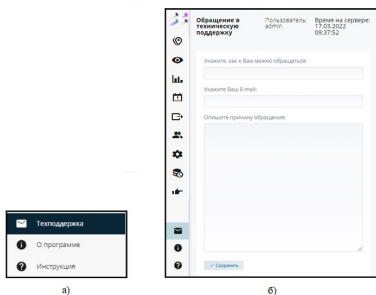 Обращение в
техническую
поддержку
Пользователь:
admin
Время на сервере:
17.03.2022
09:37:52
Укажите, как к Вам можно обращаться:
Укажите Ваш E-mail:
Опишите причину обращения:
✓ Сохранить
Техподдержка
О программе
Инструкция
а)
б)